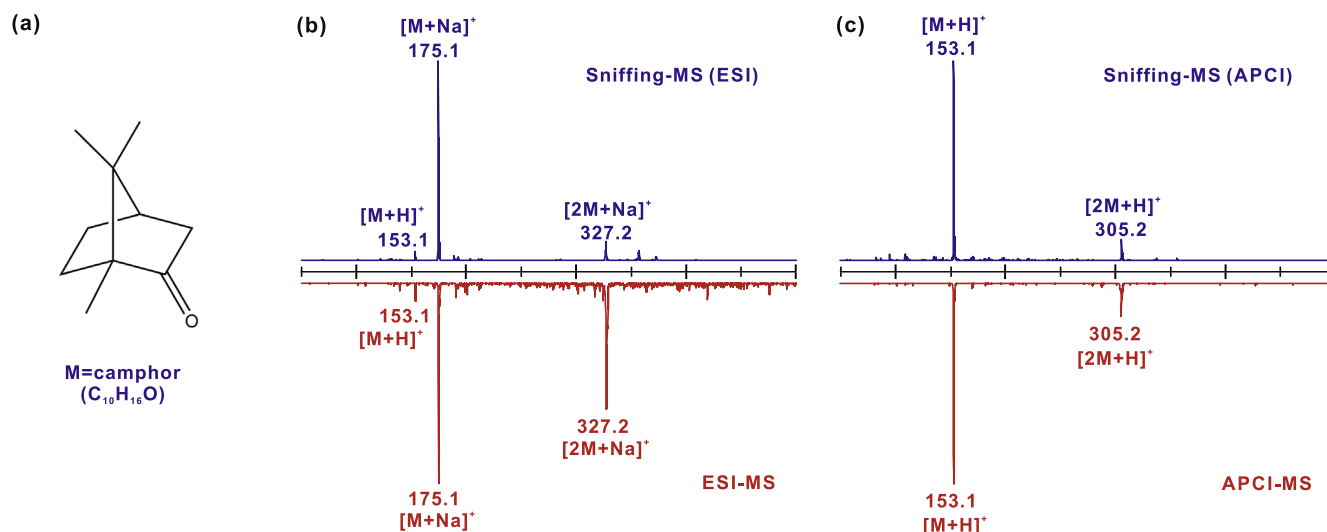 (a)
O
M=camphor
(C₁₀H₁₆O)
(b)
[M+Na]⁺
175.1
Sniffing-MS (ESI)
[M+H]⁺
153.1
[2M+Na]⁺
327.2
153.1
[M+H]⁺
327.2
[2M+Na]⁺
175.1
[M+Na]⁺
ESI-MS
(c)
[M+H]⁺
153.1
Sniffing-MS (APCI)
[2M+H]⁺
305.2
305.2
[2M+H]⁺
153.1
[M+H]⁺
APCI-MS